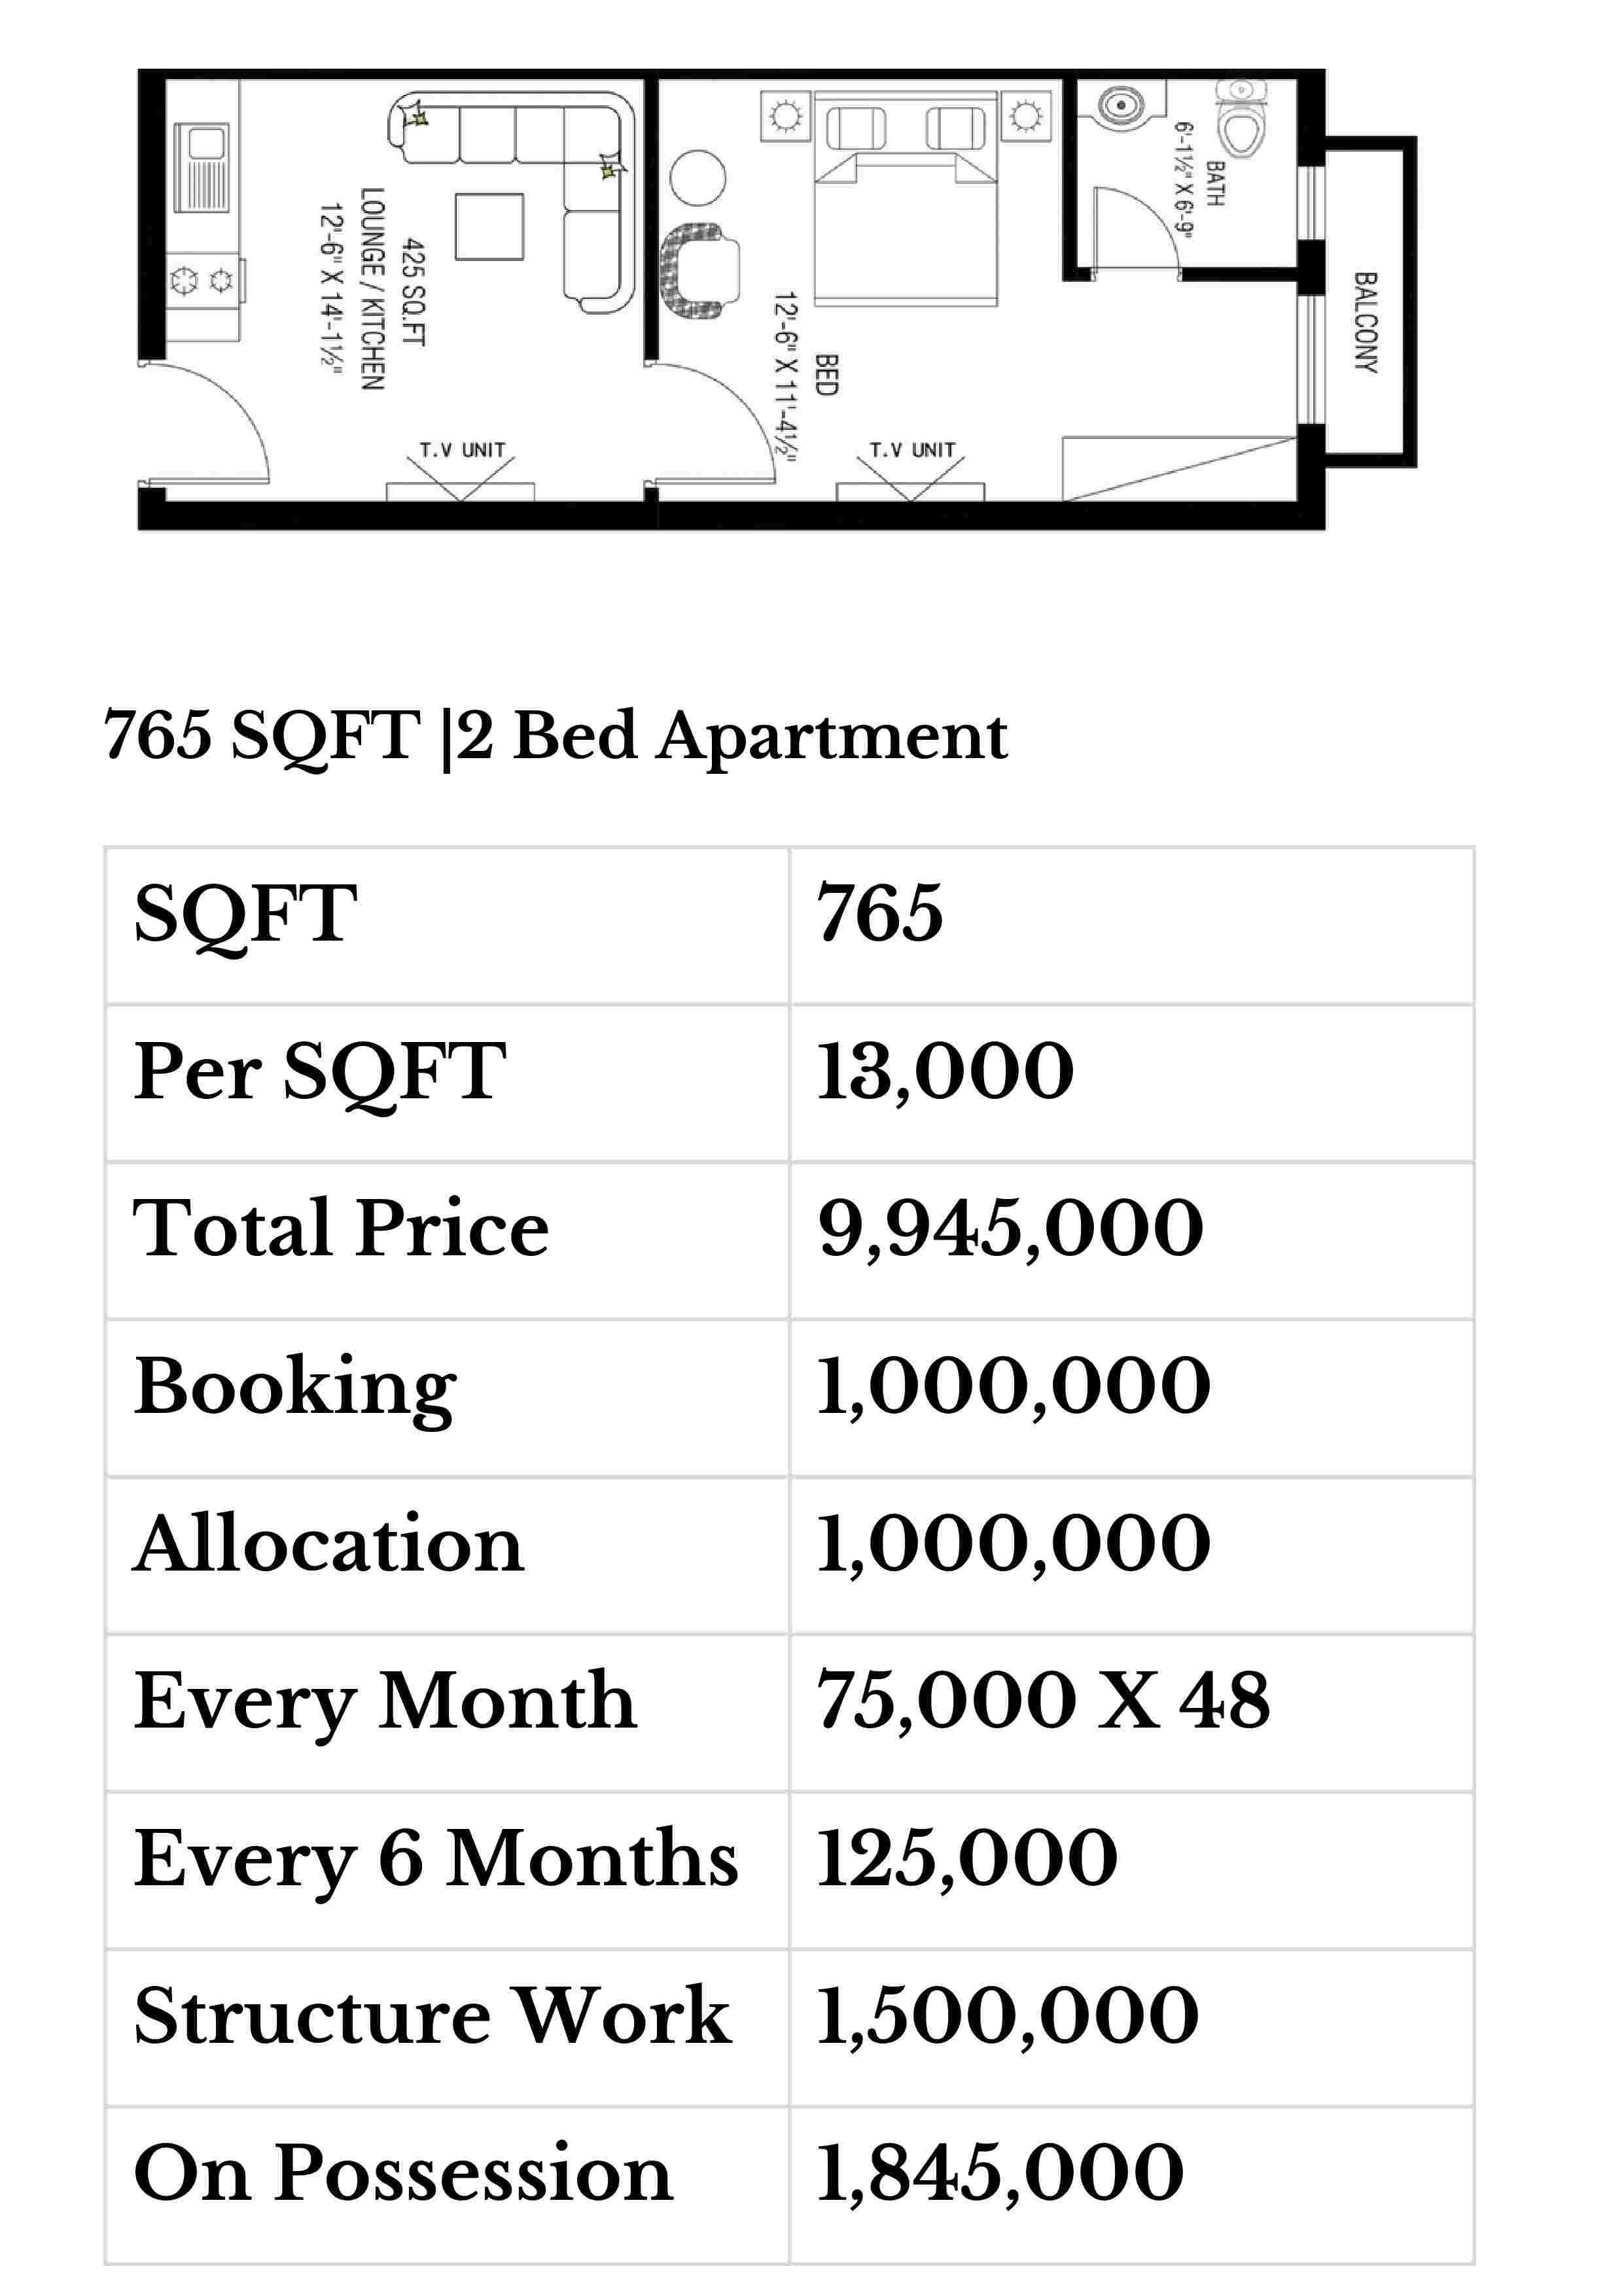 425 SQ.FT
LOUNGE / KITCHEN
12'-6" X 14'-1½"
T.V UNIT
BED
12'-6" X 11'-4½"
T.V UNIT
BATH
6'-1½" X 6'-9"
BALCONY
765 SQFT |2 Bed Apartment
SQFT 765
Per SQFT 13,000
Total Price 9,945,000
Booking 1,000,000
Allocation 1,000,000
Every Month 75,000 X 48
Every 6 Months 125,000
Structure Work 1,500,000
On Possession 1,845,000